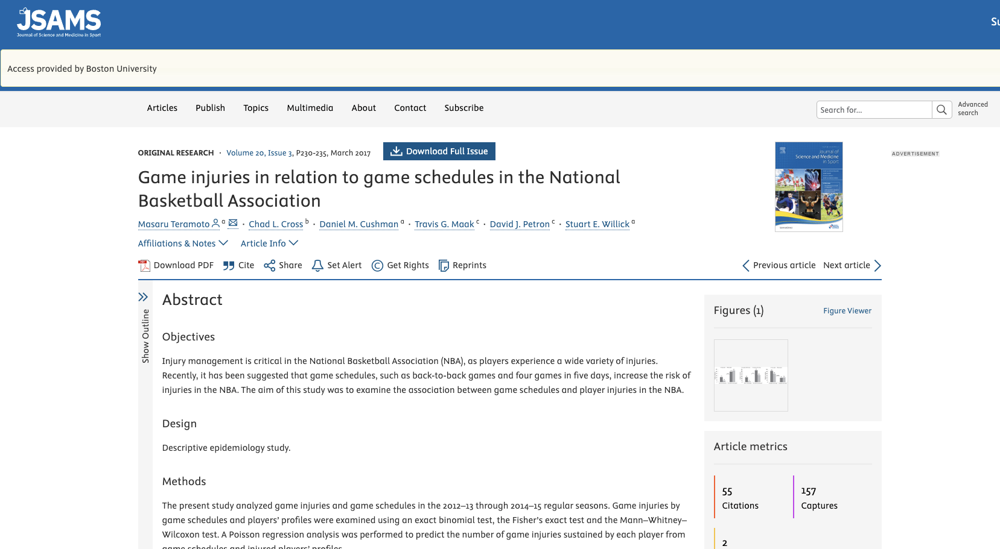 JSAMS
Journal of Science and Medicine in Sport
Su
Access provided by Boston University
Articles Publish Topics Multimedia About Contact Subscribe
Search for...
Advanced
search
ORIGINAL RESEARCH · Volume 20, Issue 3, P230-235, March 2017
Download Full Issue
Game injuries in relation to game schedules in the National
Basketball Association
Masaru Teramoto a · Chad L. Cross b · Daniel M. Cushman a · Travis G. Maak c · David J. Petron c · Stuart E. Willick a
Affiliations & Notes Article Info
Journal of
Science and Medicine
in Sport
ADVERTISEMENT
Download PDF Cite Share Set Alert Get Rights Reprints
Previous article Next article
Show Outline
Abstract
Objectives
Injury management is critical in the National Basketball Association (NBA), as players experience a wide variety of injuries.
Recently, it has been suggested that game schedules, such as back-to-back games and four games in five days, increase the risk of
injuries in the NBA. The aim of this study was to examine the association between game schedules and player injuries in the NBA.
Design
Descriptive epidemiology study.
Methods
The present study analyzed game injuries and game schedules in the 2012–13 through 2014–15 regular seasons. Game injuries by
game schedules and players’ profiles were examined using an exact binomial test, the Fisher’s exact test and the Mann–Whitney–
Wilcoxon test. A Poisson regression analysis was performed to predict the number of game injuries sustained by each player from
game schedules and injured players’ profiles.
Figures (1)
Figure Viewer
Article metrics
55
Citations
157
Captures
2